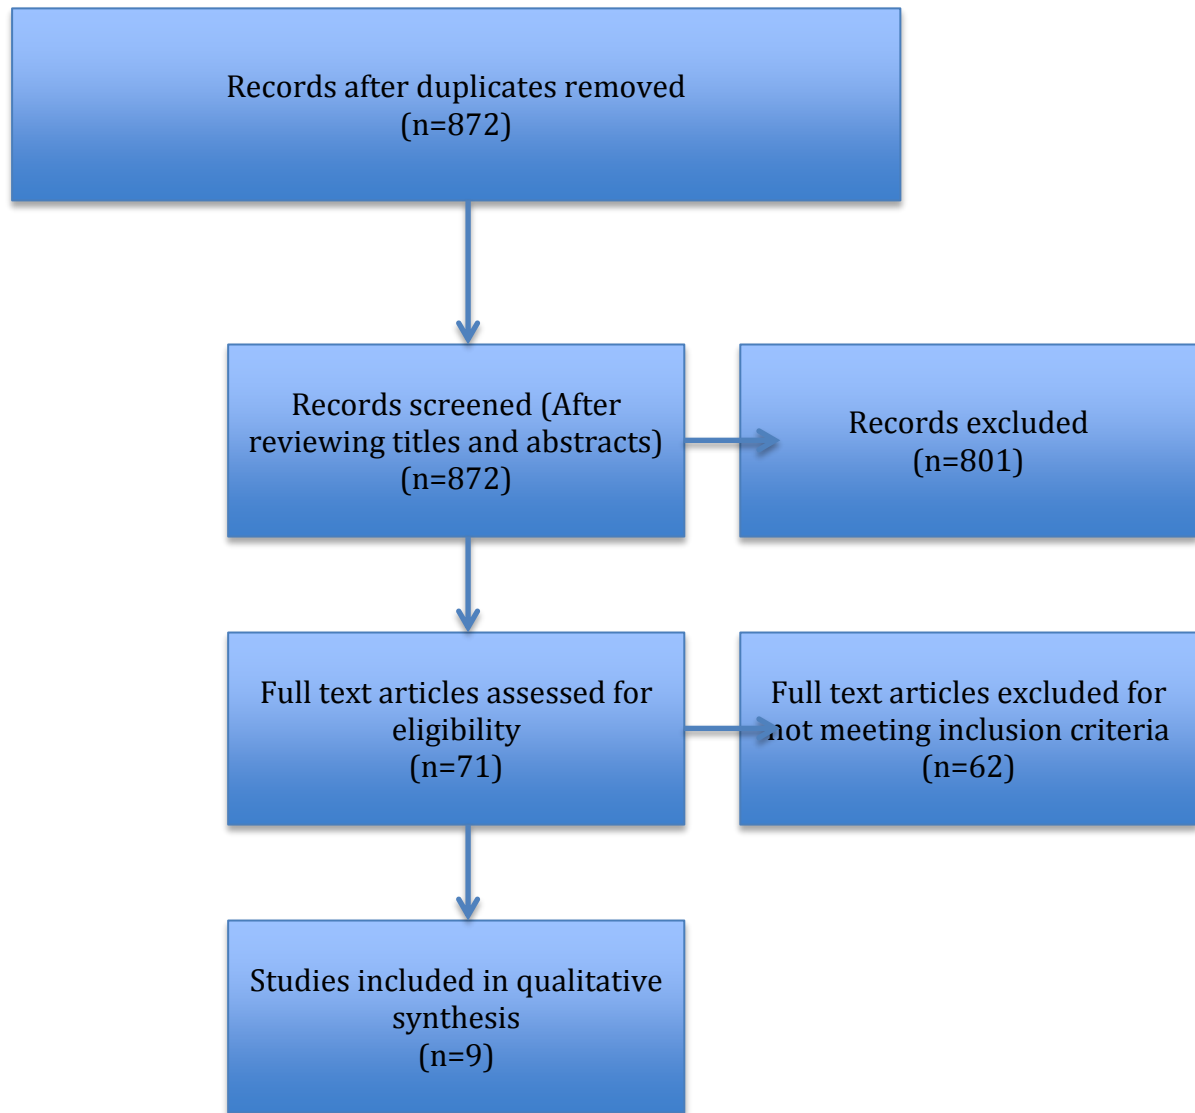 Records after duplicates removed
(n=872)
Records screened (After
reviewing titles and abstracts)
(n=872)
Records excluded
(n=801)
Full text articles assessed for
eligibility
(n=71)
Full text articles excluded for
not meeting inclusion criteria
(n=62)
Studies included in qualitative
synthesis
(n=9)